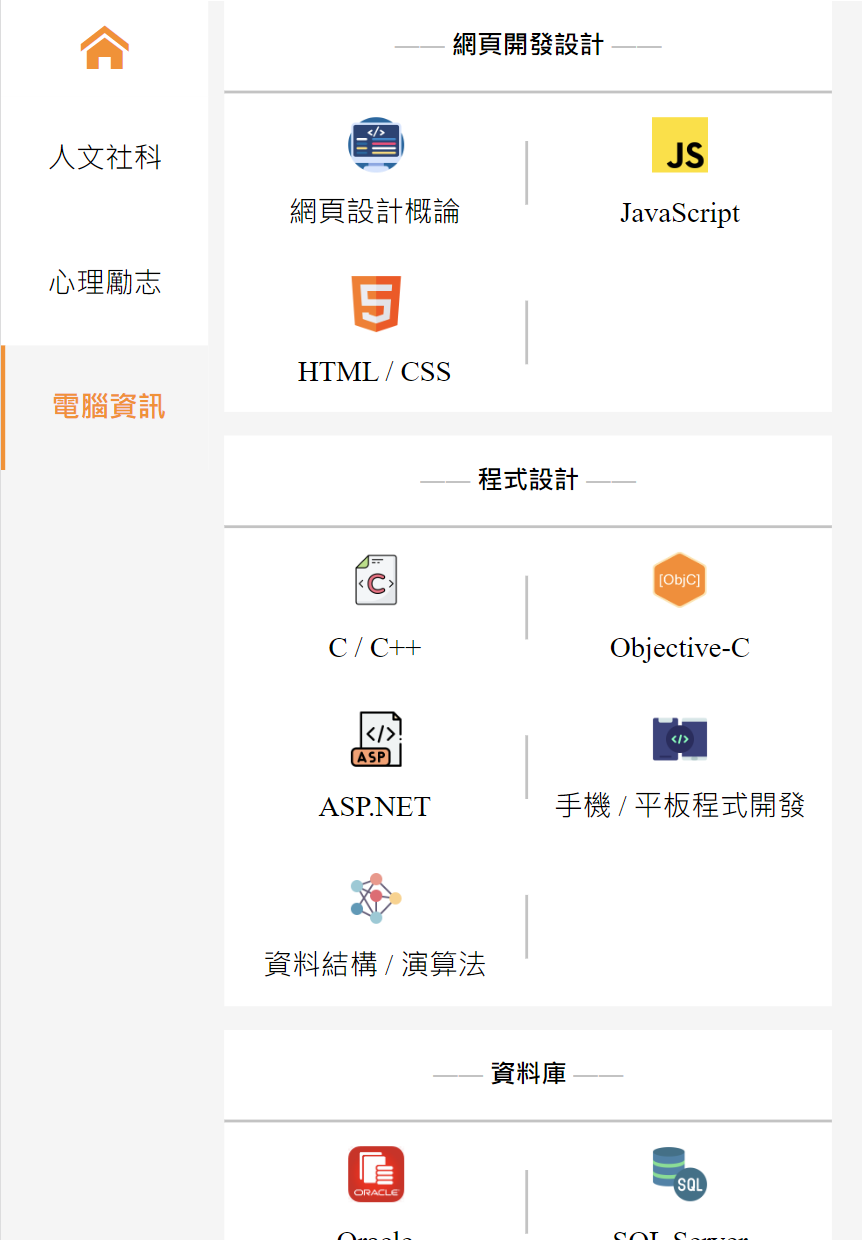 人文社科
心理勵志
電腦資訊
網頁開發設計
</>
JS
網頁設計概論
JavaScript
5
HTML / CSS
程式設計
<C>
[ObjC]
C / C++
Objective-C
</>
ASP
</>
ASP.NET
手機 / 平板程式開發
資料結構 / 演算法
資料庫
ORACLE
SQL
Oracle
SQL Server